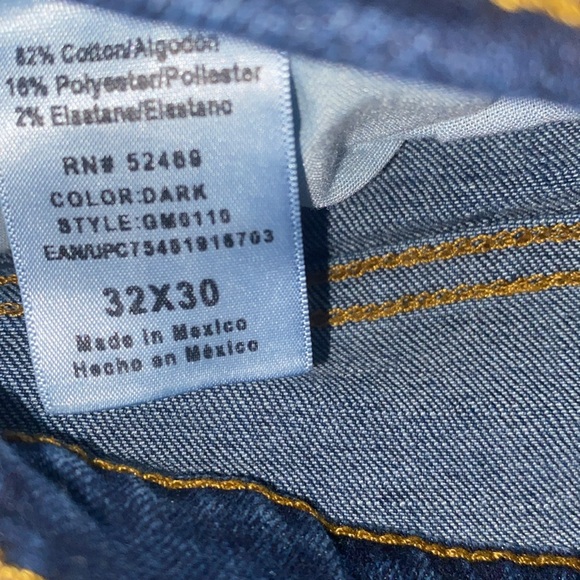 82% Cotton/Algodón
16% Polyester/Poliester
2% Elastane/Elastano
RN# 52469
COLOR:DARK
STYLE:GM0110
EAN/UPC75451916703
32X30
Made in Mexico
Hecho en México